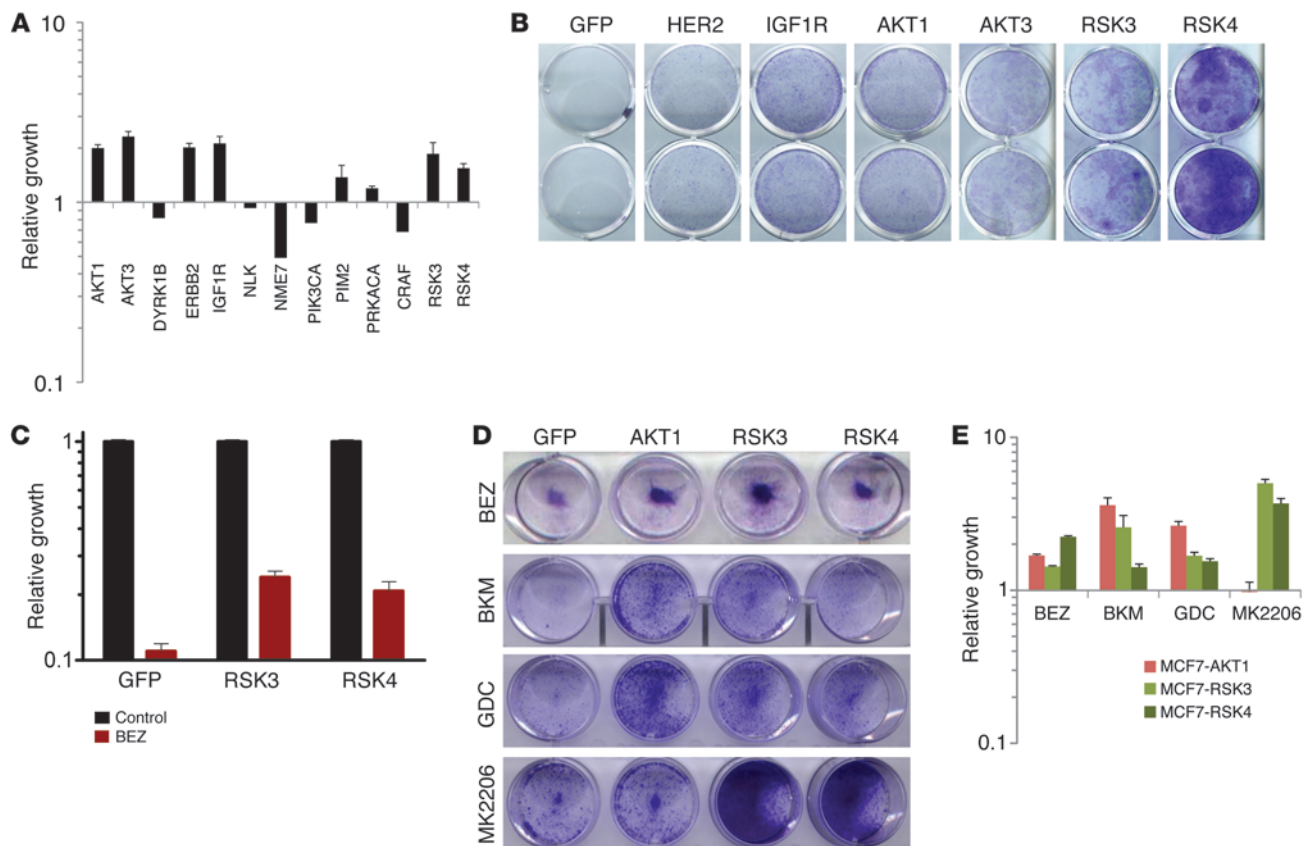 A
10
1
0.1
Relative growth
AKT1
AKT3
DYRK1B
ERBB2
IGF1R
NLK
NME7
PIK3CA
PIM2
PRKACA
CRAF
RSK3
RSK4
B
GFP HER2 IGF1R AKT1 AKT3 RSK3 RSK4
C
1
0.1
Relative growth
GFP RSK3 RSK4
Control
BEZ
D
GFP AKT1 RSK3 RSK4
BEZ
BKM
GDC
MK2206
E
10
1
0.1
Relative growth
BEZ BKM GDC MK2206
MCF7-AKT1
MCF7-RSK3
MCF7-RSK4